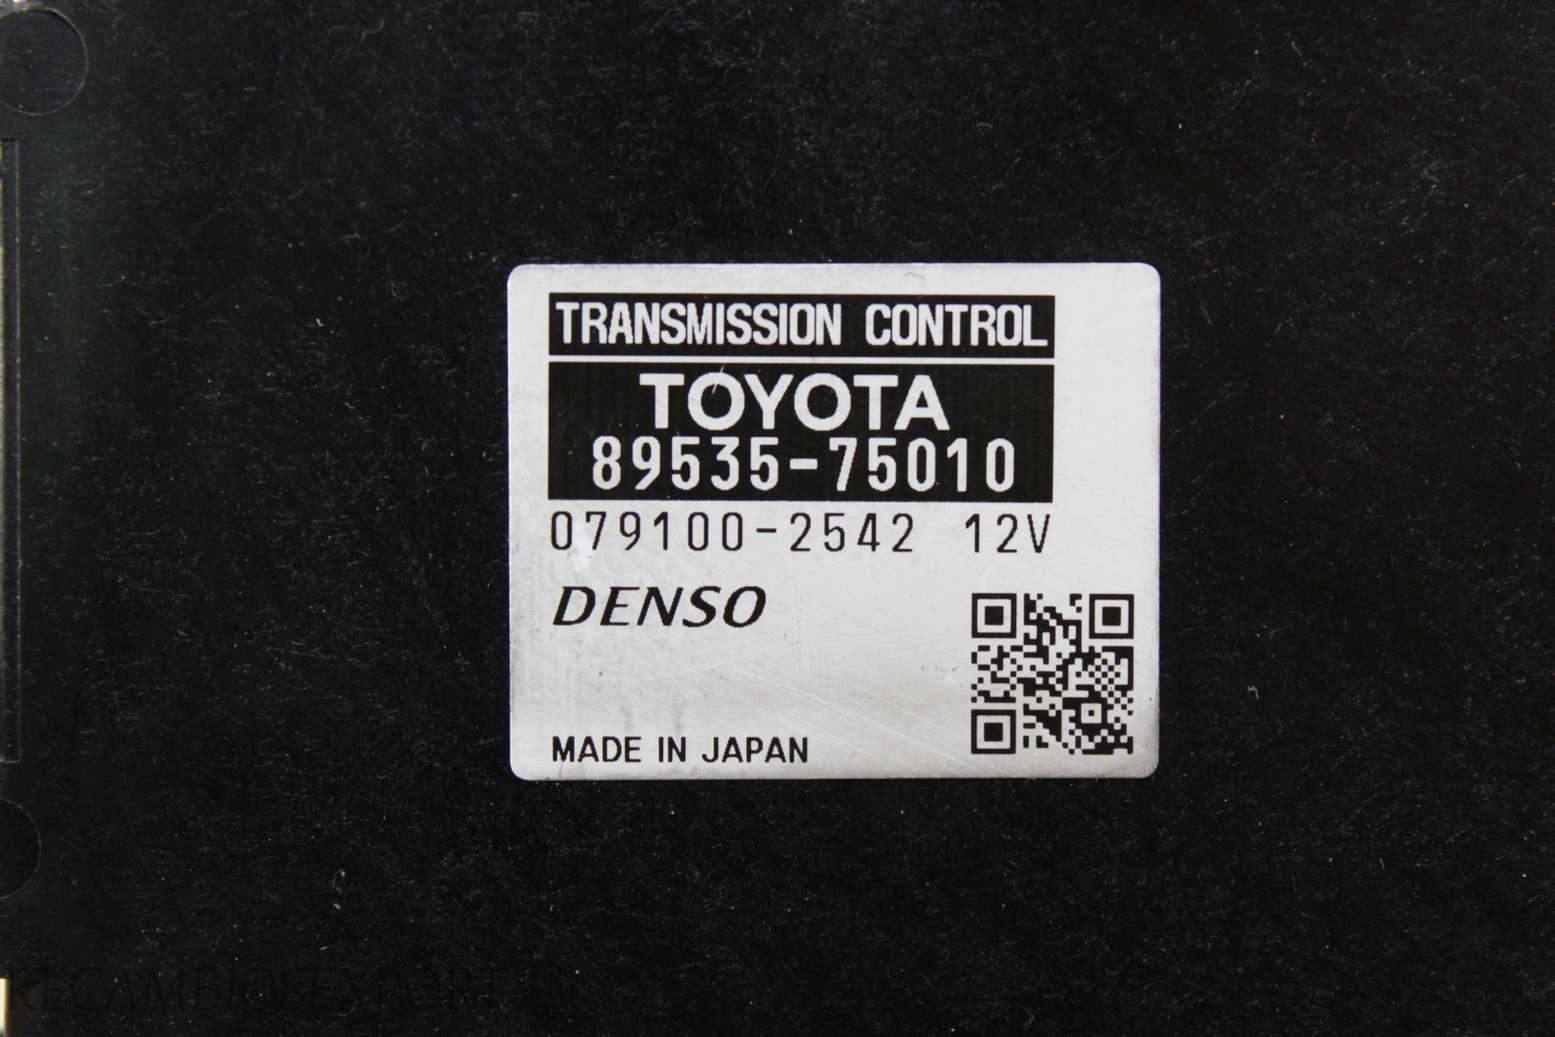 TRANSMISSION CONTROL
TOYOTA
89535-75010
079100-2542 12V
DENSO
MADE IN JAPAN